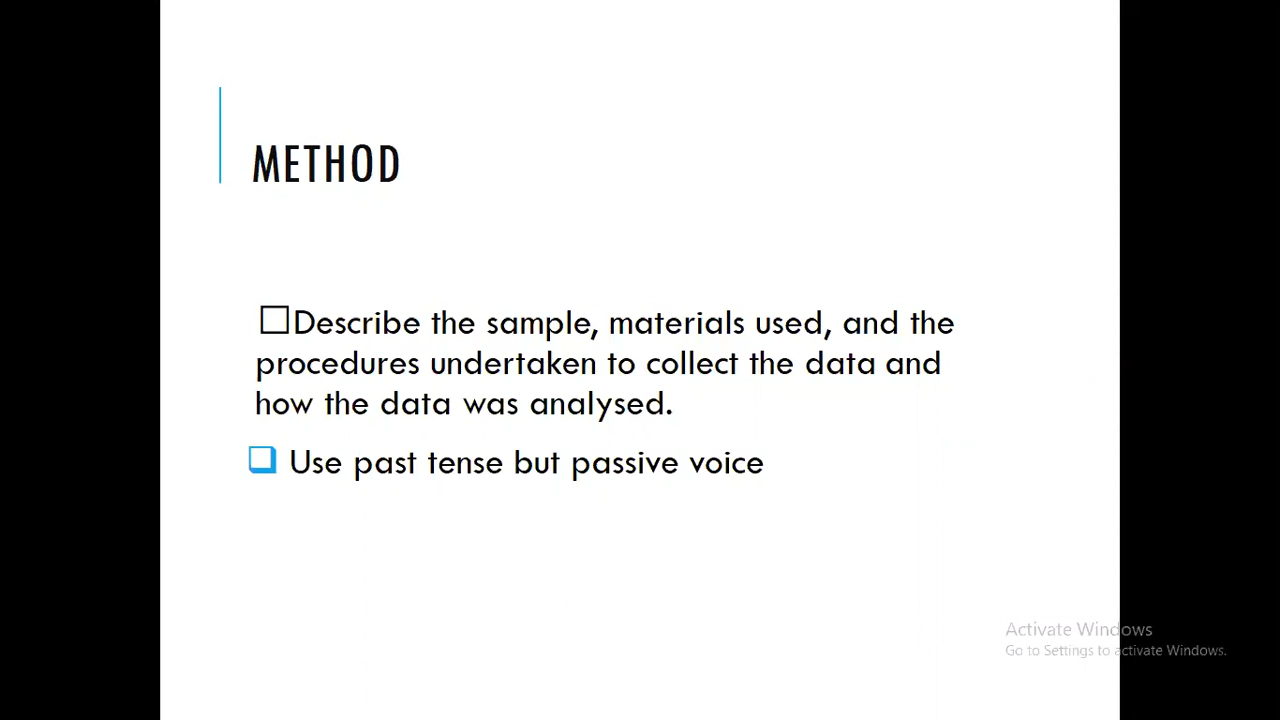 METHOD
Describe the sample, materials used, and the
procedures undertaken to collect the data and
how the data was analysed.
Use past tense but passive voice
Activate Windows
Go to Settings to activate Windows.